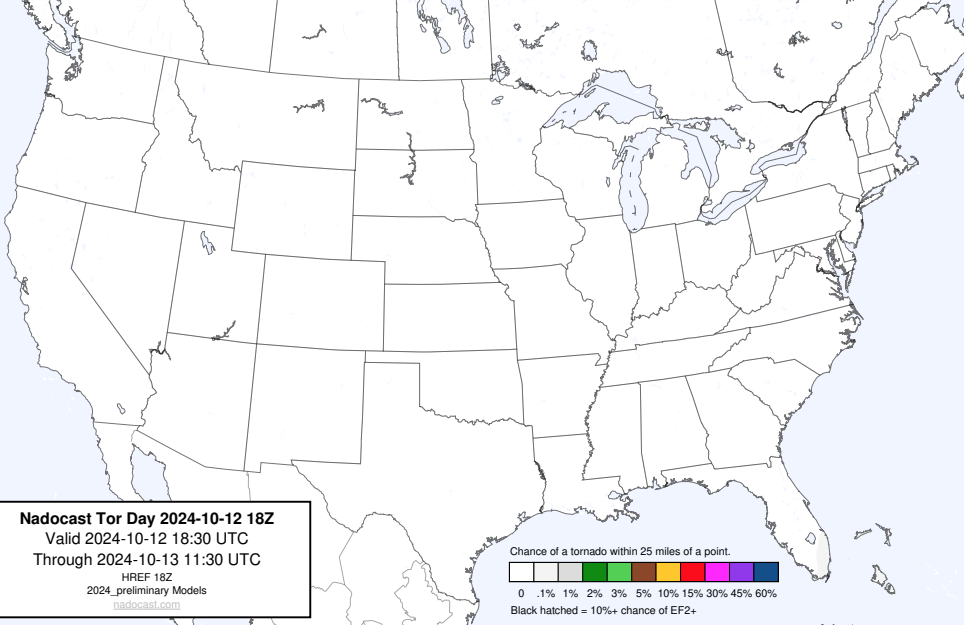 Nadocast Tor Day 2024-10-12 18Z
Valid 2024-10-12 18:30 UTC
Through 2024-10-13 11:30 UTC
HREF 18Z
2024_preliminary Models
nadocast.com
Chance of a tornado within 25 miles of a point.
0 .1% 1% 2% 3% 5% 10% 15% 30% 45% 60%
Black hatched = 10%+ chance of EF2+